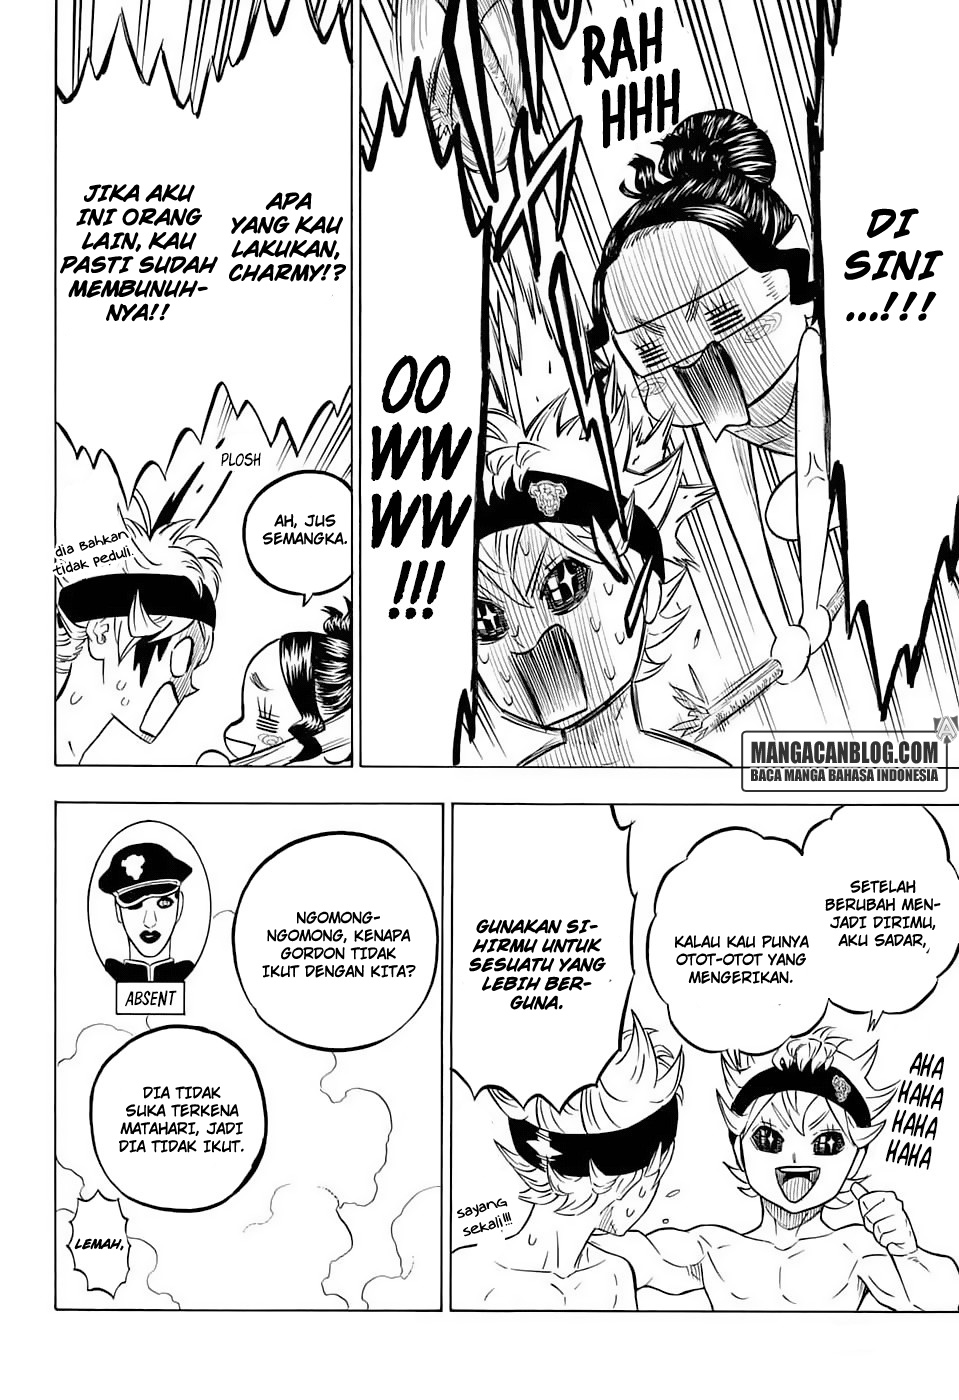 RAH
HHH
DI
SINI
...!!!
OO
WW
WW
!!!
APA
YANG KAU
LAKUKAN,
CHARMY!?
JIKA AKU
INI ORANG
LAIN, KAU
PASTI SUDAH
MEMBUNUH-
NYA!!
PLOSH
AH, JUS
SEMANGKA.
dia Bahkan
tidak peduli.
MANGACANBLOG.COM
BACA MANGA BAHASA INDONESIA
SETELAH
BERUBAH MEN-
JADI DIRIMU,
AKU SADAR,
KALAU KAU PUNYA
OTOT-OTOT YANG
MENGERIKAN.
AHA
HAHA
HAHA
HAHA
HAHA
GUNAKAN SI-
HIRMU UNTUK
SESUATU YANG
LEBIH BER-
GUNA.
sayang
sekali!!!
NGOMONG-
NGOMONG, KENAPA
GORDON TIDAK
IKUT DENGAN KITA?
ABSENT
DIA TIDAK
SUKA TERKENA
MATAHARI, JADI
DIA TIDAK IKUT.
LEMAH,